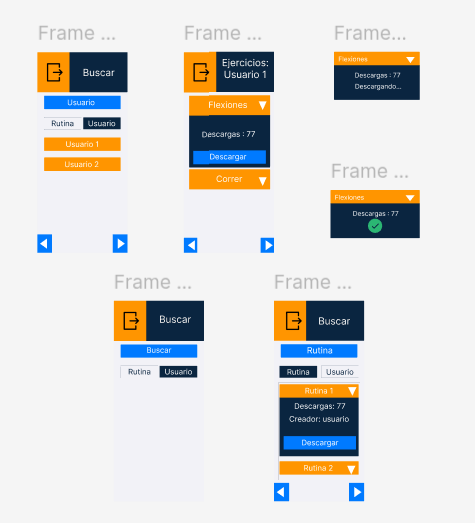 Frame ...
Frame ...
Frame...
Buscar
Usuario
Rutina Usuario
Usuario 1
Usuario 2
Ejercicios:
Usuario 1
Flexiones
Descargas : 77
Descargar
Correr
Flexiones
Descargas : 77
Descargando...
Frame ...
Flexiones
Descargas : 77
Frame ...
Frame ...
Buscar
Buscar
Rutina Usuario
Buscar
Rutina
Rutina Usuario
Rutina 1
Descargas: 77
Creador: usuario
Descargar
Rutina 2